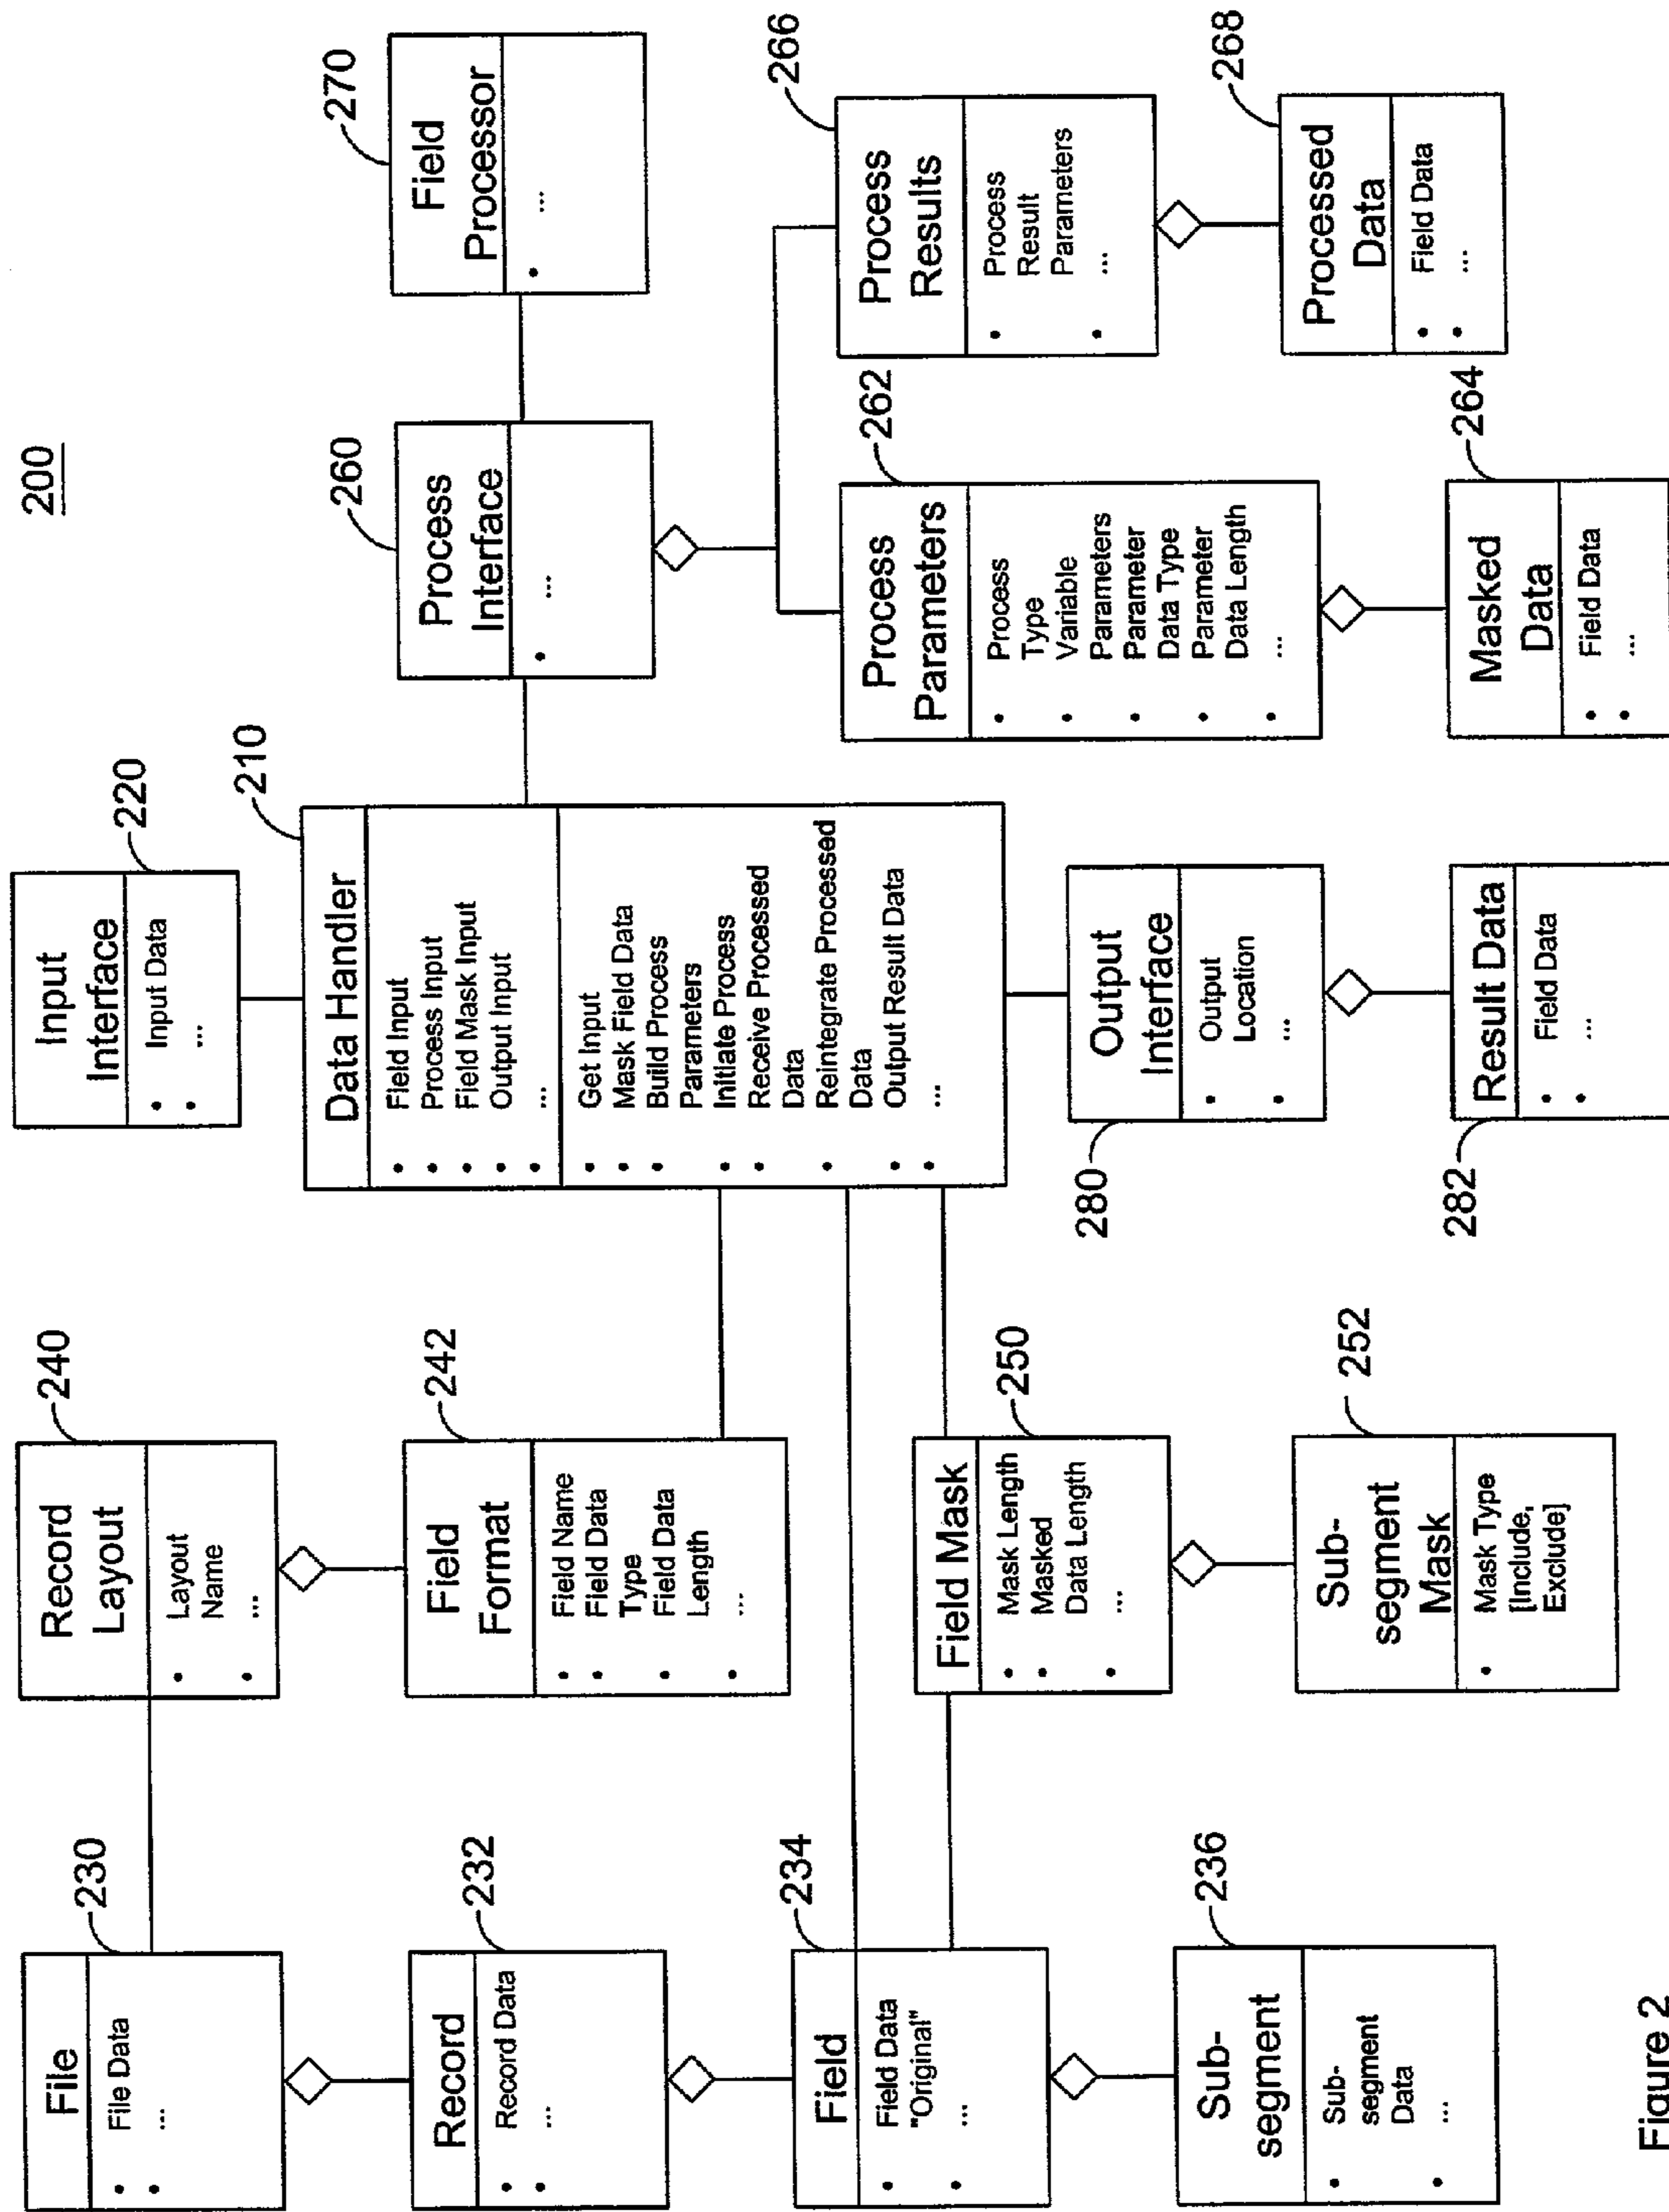 200
File
• File Data
• ...
230
Record
• Record Data
• ...
232
Field
• Field Data
"Original"
• ...
234
Sub-
segment
• Sub-
segment
Data
• ...
236
Record
Layout
• Layout
Name
• ...
240
Field
Format
• Field Name
• Field Data
Type
• Field Data
Length
• ...
242
Field Mask
• Mask Length
• Masked
Data Length
• ...
250
Sub-
segment
Mask
• Mask Type
[Include,
Exclude]
252
Input
Interface
• Input Data
• ...
220
Data Handler
• Field Input
• Process Input
• Field Mask Input
• Output Input
• ...
• Get Input
• Mask Field Data
• Build Process
Parameters
• Initiate Process
• Receive Processed
Data
• Reintegrate Processed
Data
• Output Result Data
• ...
210
Output
Interface
• Output
Location
• ...
280
Result Data
• Field Data
• ...
282
Process
Interface
• ...
260
Field
Processor
• ...
270
Process
Parameters
• Process
Type
• Variable
Parameters
• Parameter
Data Type
• Parameter
Data Length
• ...
262
Masked
Data
• Field Data
• ...
264
Process
Results
• Process
Result
Parameters
• ...
266
Processed
Data
• Field Data
• ...
268
Figure 2